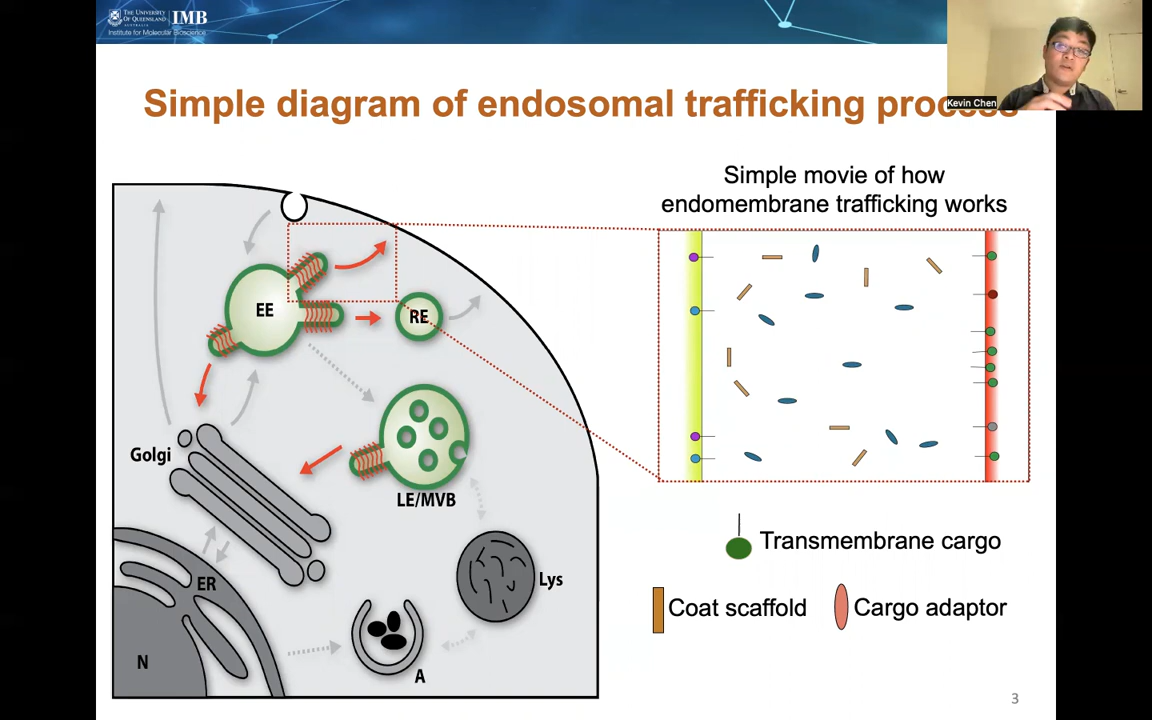 THE UNIVERSITY
OF QUEENSLAND
AUSTRALIA
IMB
Institute for Molecular Bioscience
Kevin Chen
Simple diagram of endosomal trafficking process
Simple movie of how
endomembrane trafficking works
EE
RE
Golgi
LE/MVB
ER
Lys
N
A
Transmembrane cargo
Coat scaffold
Cargo adaptor
3